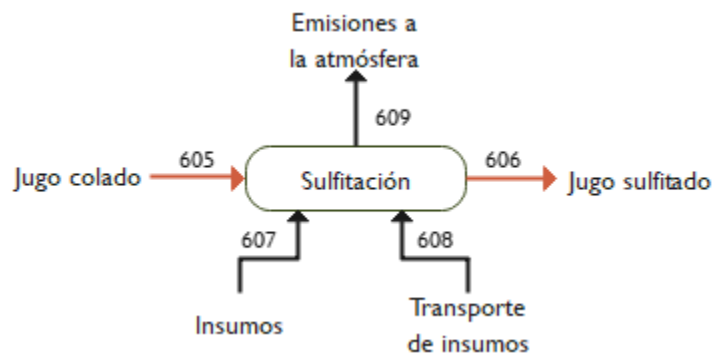 Emisiones a
la atmósfera
609
605
606
Jugo colado
Sulfitación
Jugo sulfitado
607
608
Insumos
Transporte
de insumos